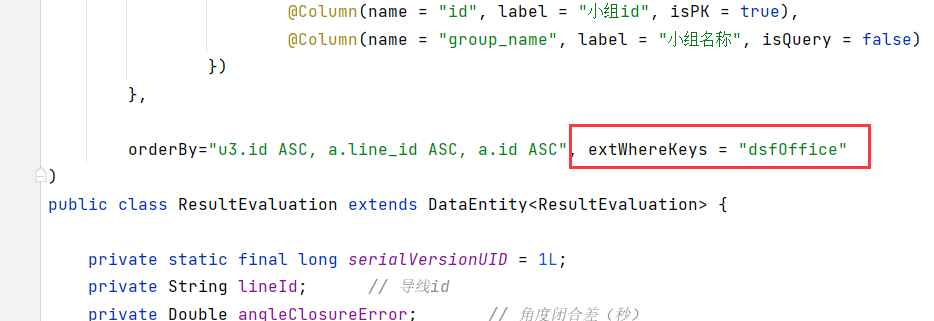 @Column(name = "id", label = "小组id", isPK = true),
@Column(name = "group_name", label = "小组名称", isQuery = false)
})
},
orderBy="u3.id ASC, a.line_id ASC, a.id ASC", extWhereKeys = "dsfOffice"
)
public class ResultEvaluation extends DataEntity<ResultEvaluation> {
private static final long serialVersionUID = 1L;
private String lineId; // 导线id
private Double angleClosureError; // 角度闭合差（秒）